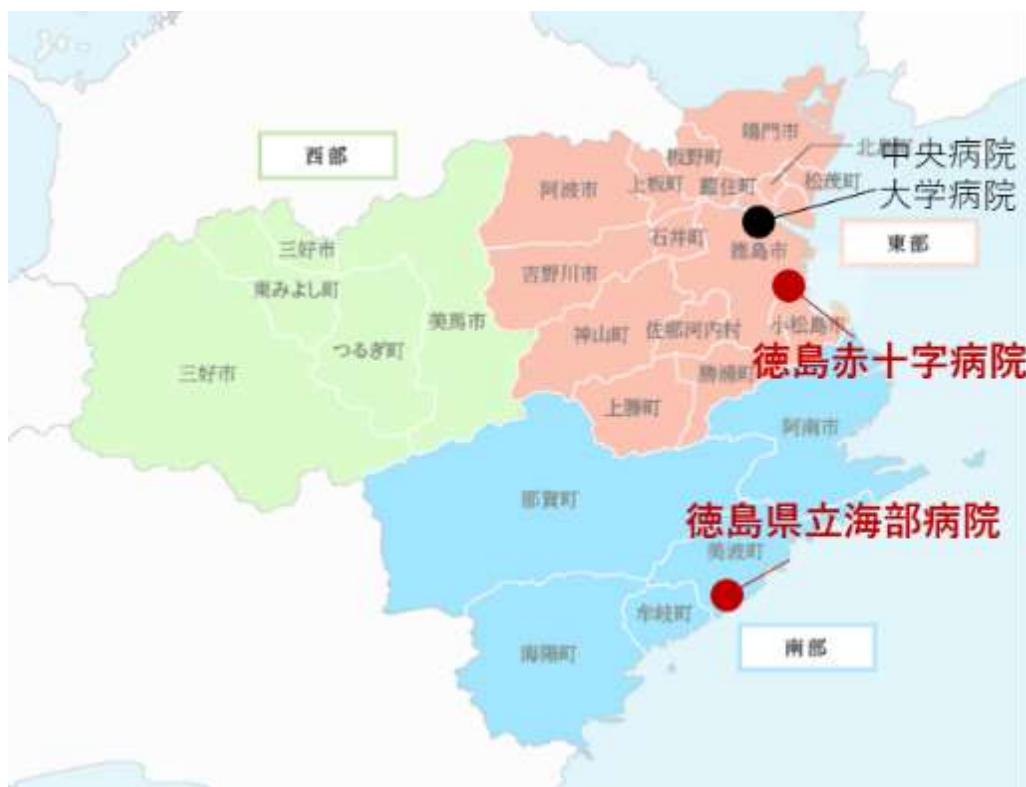 鳴門市
板野町
中央病院
西部
阿波市
上板町
藍住町
松茂町
大学病院
石井町
徳島市
東部
三好市
吉野川市
東みよし町
美馬市
神山町
佐那河内村
小松島市
つるぎ町
三好市
勝浦町
徳島赤十字病院
上勝町
阿南市
那賀町
徳島県立海部病院
美波町
牟岐町
海陽町
南部